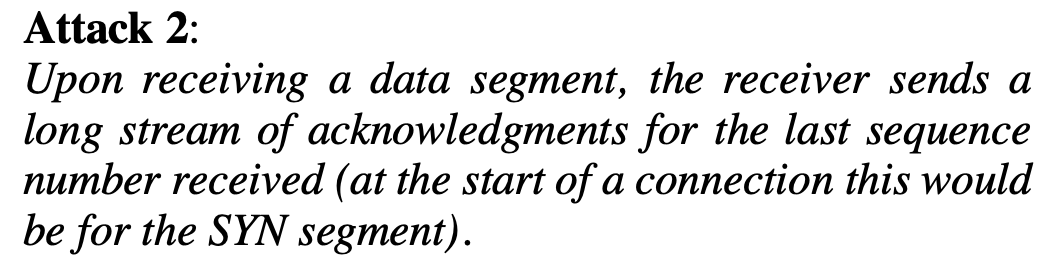 Attack 2:
Upon receiving a data segment, the receiver sends a
long stream of acknowledgments for the last sequence
number received (at the start of a connection this would
be for the SYN segment).